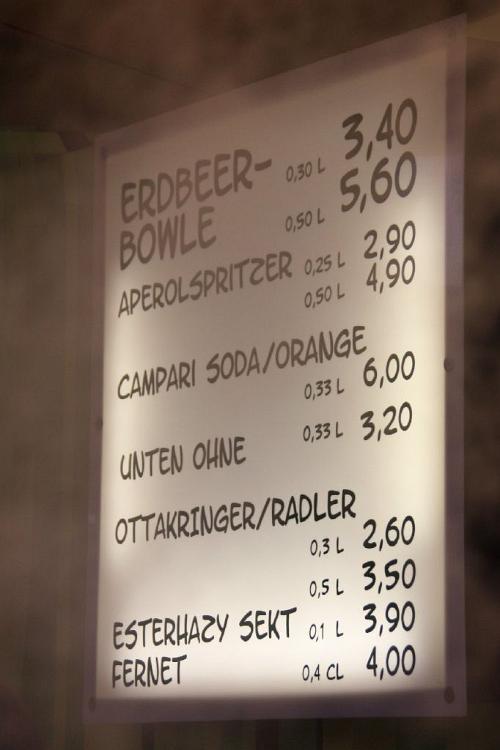 ERDBEER- 0,30 L 3,40
BOWLE 0,50 L 5,60
APEROLSPRITZER 0,25 L 2,90
0,50 L 4,90
CAMPARI SODA/ORANGE
0,33 L 6,00
UNTEN OHNE 0,33 L 3,20
OTTAKRINGER/RADLER
0,3 L 2,60
0,5 L 3,50
ESTERHAZY SEKT 0,1 L 3,90
FERNET 0,4 CL 4,00